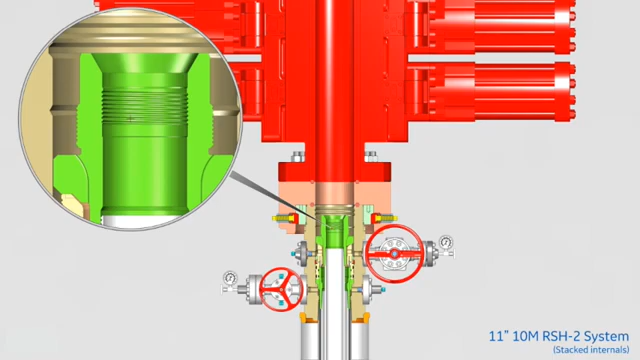 11” 10M RSH-2 System
(Stacked internals)